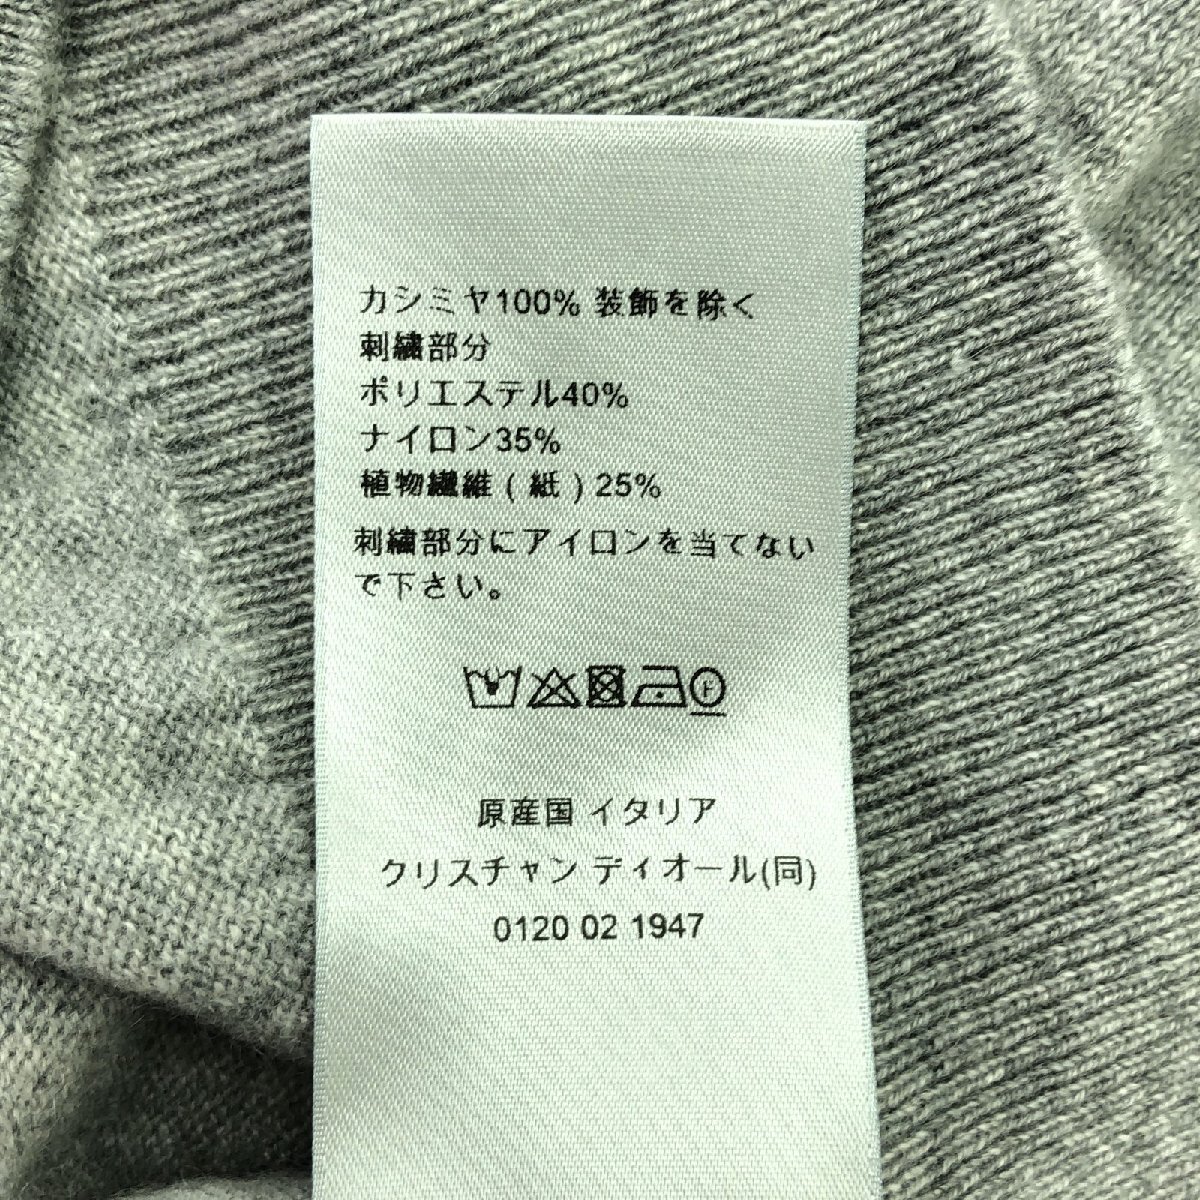 カシミヤ100% 装飾を除く
刺繍部分
ポリエステル40%
ナイロン35%
植物繊維 ( 紙 ) 25%
刺繍部分にアイロンを当てない
で下さい。
F
原産国 イタリア
クリスチャン ディオール(同)
0120 02 1947